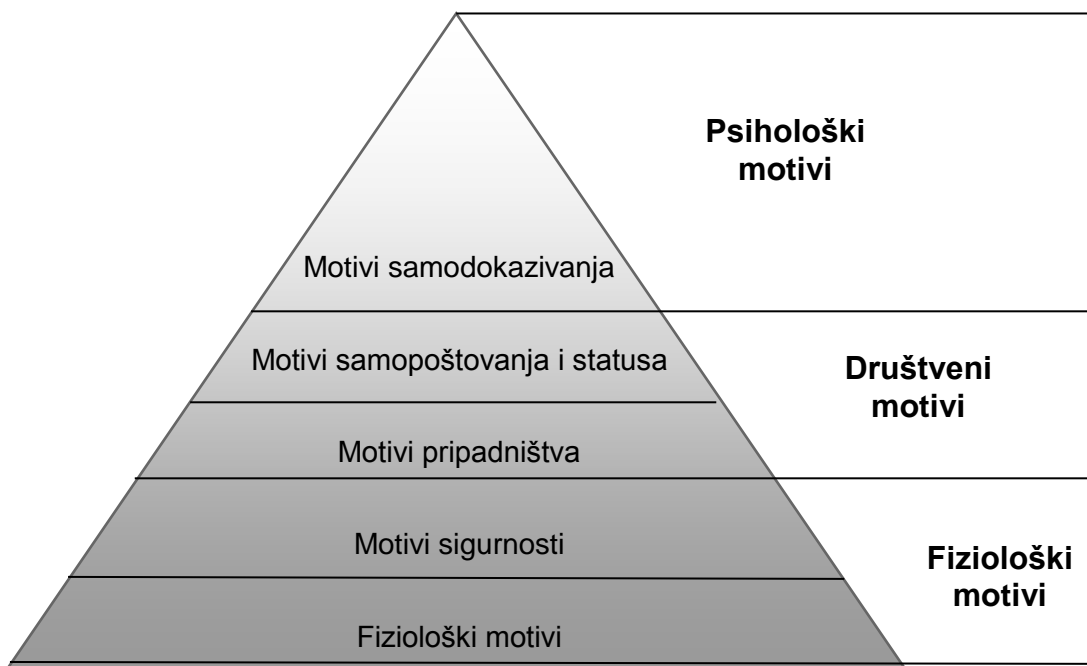 Psihološki
motivi
Motivi samodokazivanja
Motivi samopoštovanja i statusa
Društveni
motivi
Motivi pripadništva
Motivi sigurnosti
Fiziološki
motivi
Fiziološki motivi